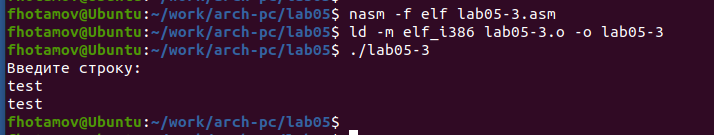 fhotamov@Ubuntu:~/work/arch-pc/lab05$ nasm -f elf lab05-3.asm
fhotamov@Ubuntu:~/work/arch-pc/lab05$ ld -m elf_i386 lab05-3.o -o lab05-3
fhotamov@Ubuntu:~/work/arch-pc/lab05$ ./lab05-3
Введите строку:
test
test
fhotamov@Ubuntu:~/work/arch-pc/lab05$